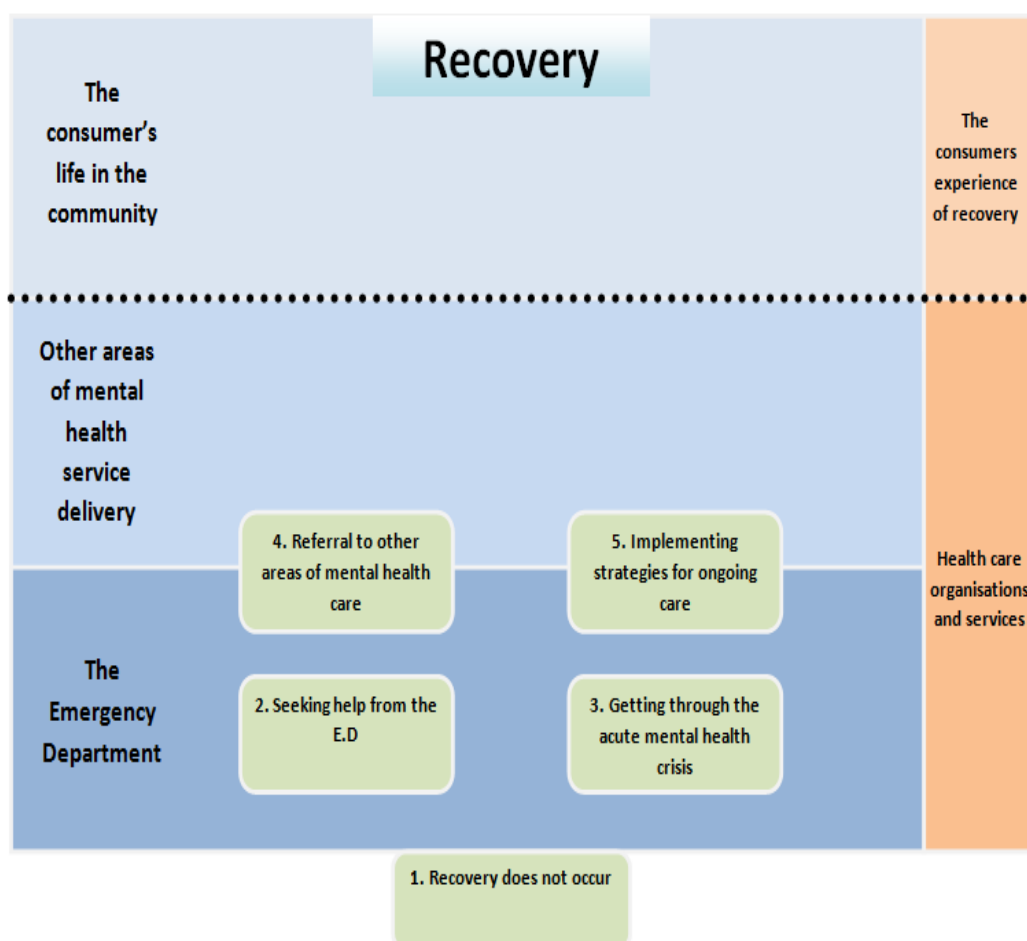 Recovery
The
consumer's
life in the
community
The
consumers
experience
of recovery
Other areas
of mental
health
service
delivery
4. Referral to other
areas of mental health
care
5. Implementing
strategies for ongoing
care
Health care
organisations
and services
The
Emergency
Department
2. Seeking help from the
E.D
3. Getting through the
acute mental health
crisis
1. Recovery does not occur